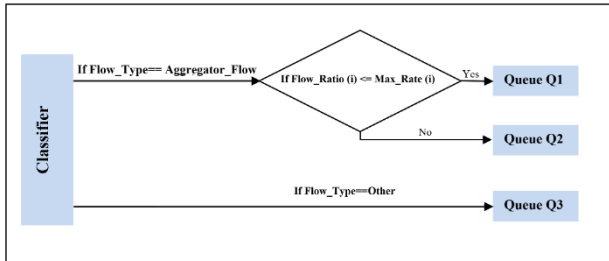 Classifier
If Flow_Type== Aggregator_Flow
If Flow_Ratio (i) <= Max_Rate (i)
Yes
Queue Q1
No
Queue Q2
If Flow_Type==Other
Queue Q3